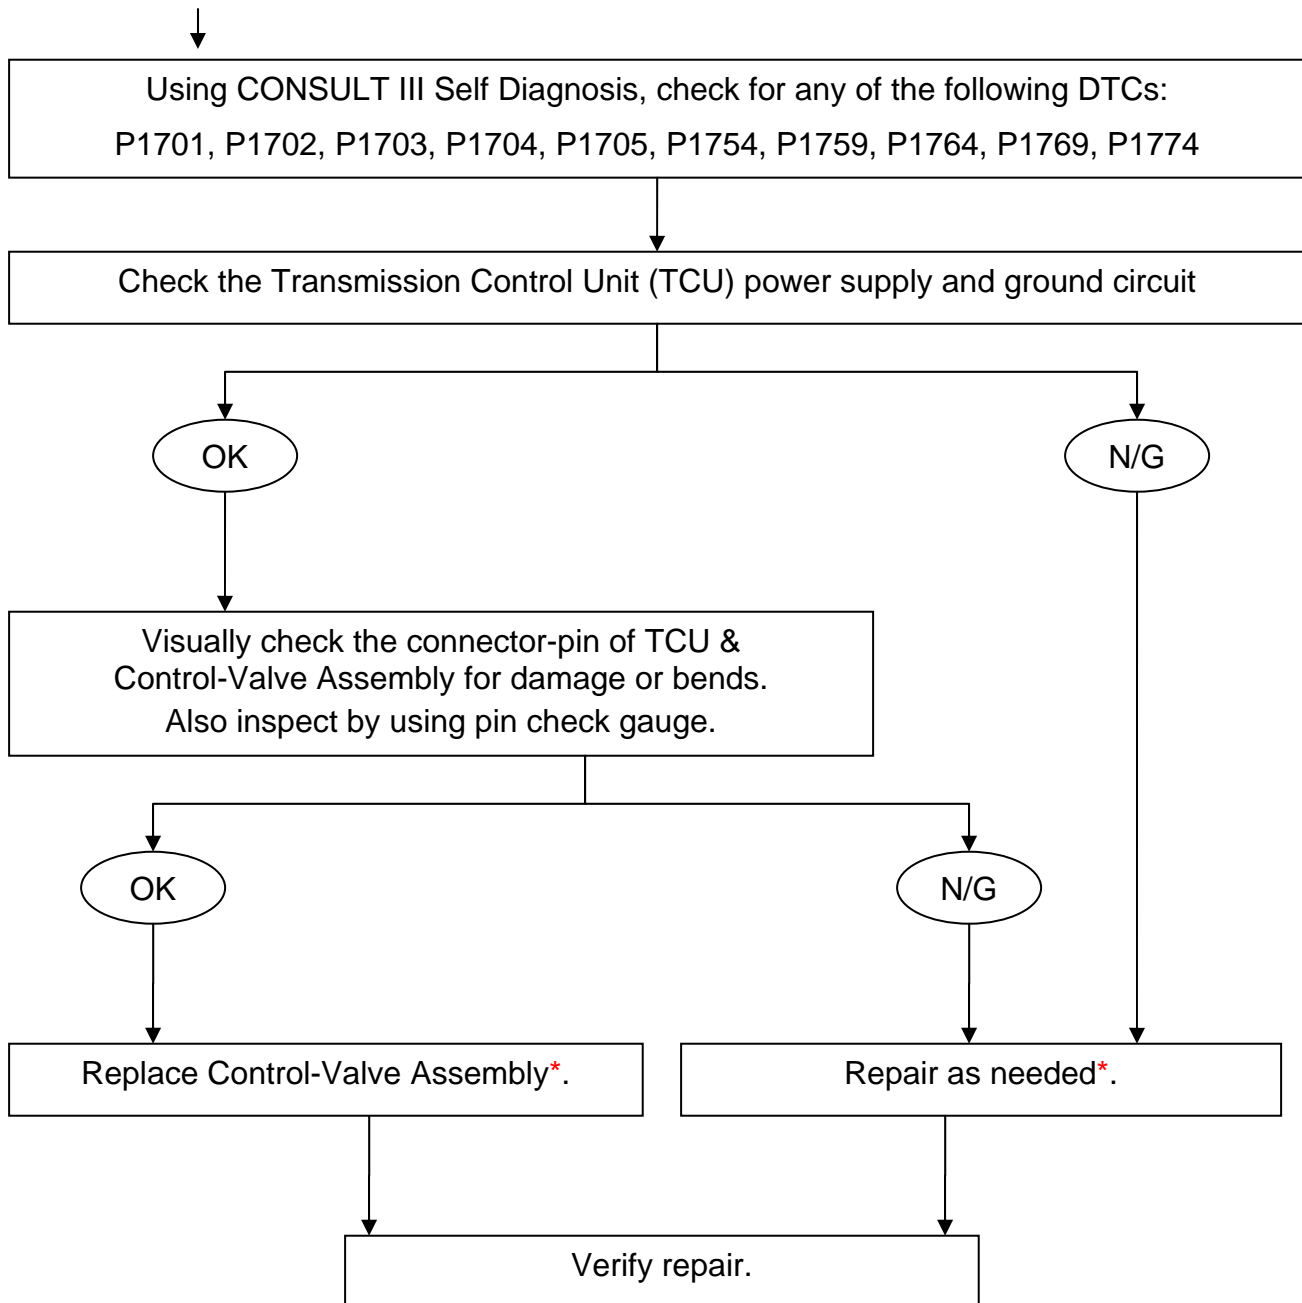 Using CONSULT III Self Diagnosis, check for any of the following DTCs:
P1701, P1702, P1703, P1704, P1705, P1754, P1759, P1764, P1769, P1774
Check the Transmission Control Unit (TCU) power supply and ground circuit
OK
N/G
Visually check the connector-pin of TCU &
Control-Valve Assembly for damage or bends.
Also inspect by using pin check gauge.
OK
N/G
Replace Control-Valve Assembly*.
Repair as needed*.
Verify repair.